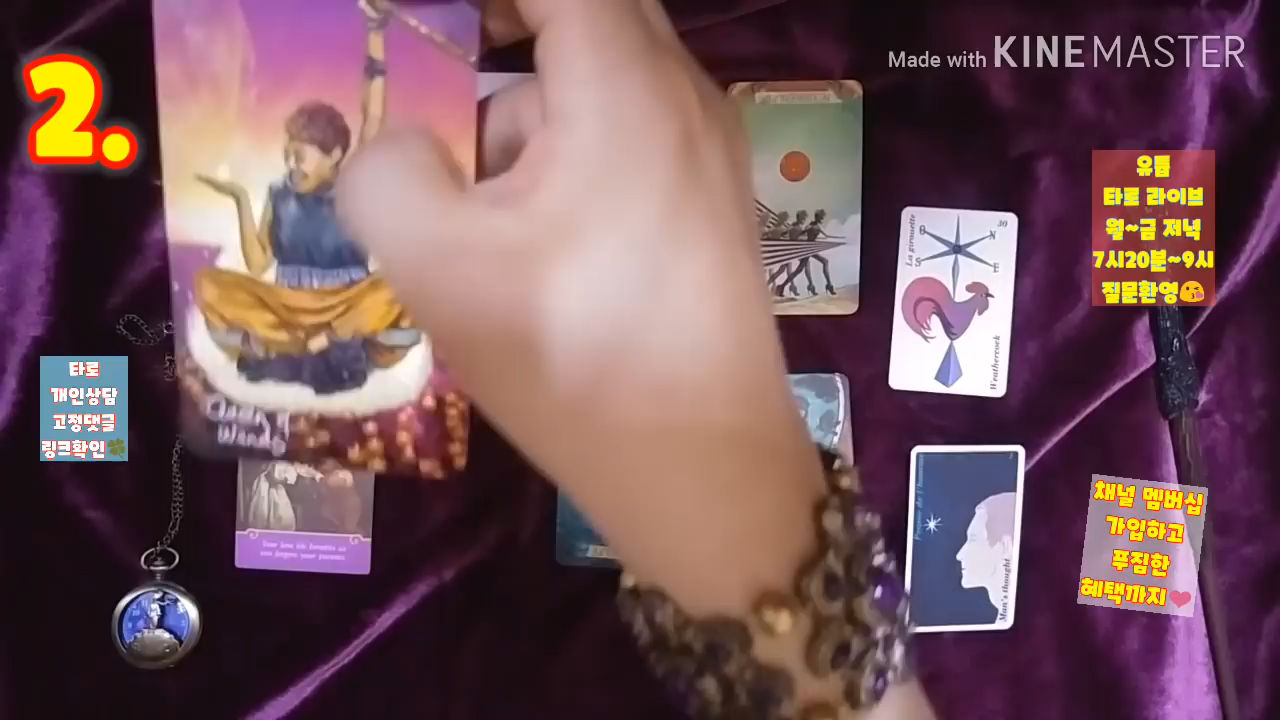 2.
Made with KINEMASTER
유튭
타로 라이브
월~금 저녁
7시20분~9시
질문환영😘
타로
개인상담
고정댓글
링크확인🍀
채널 멤버십
가입하고
푸짐한
혜택까지❤
La girouette
30
N
S
E
Weathercock
Man's thought
Wands